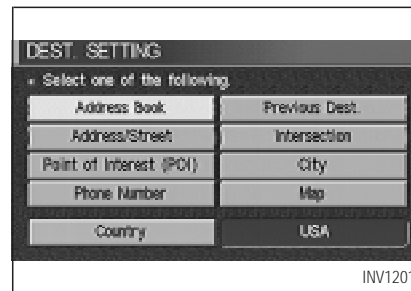 DEST. SETTING
Select one of the following.
Address Book
Previous Dest.
Address/Street
Intersection
Point of Interest (POI)
City
Phone Number
Map
Country
USA
INV1201